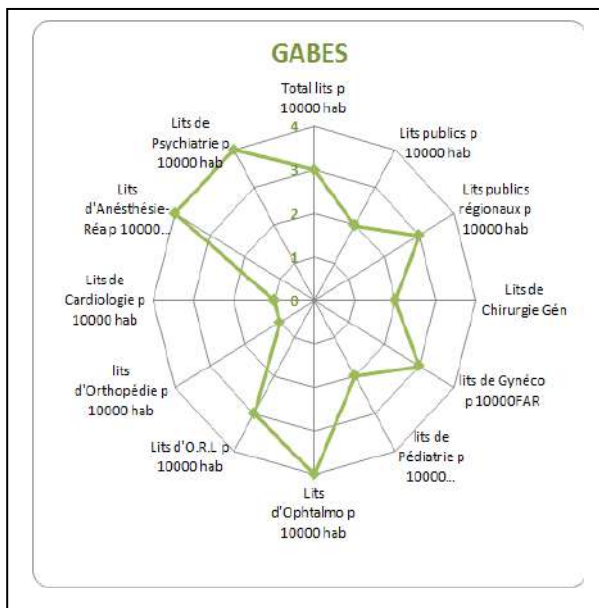 GABES
Total lits p
10000 hab
Lits publics p
10000 hab
Lits publics
régionaux p
10000 hab
Lits de
Chirurgie Gén
lits de Gynéco
p 10000FAR
lits de
Pédiatrie p
10000...
Lits
d'Ophtalmo p
10000 hab
Lits d'O.R.L p
10000 hab
lits
d'Orthopédie p
10000 hab
Lits de
Cardiologie p
10000 hab
Lits
d'Anésthésie-
Réa p 10000...
Lits de
Psychiatrie p
10000 hab
4
3
2
1
0